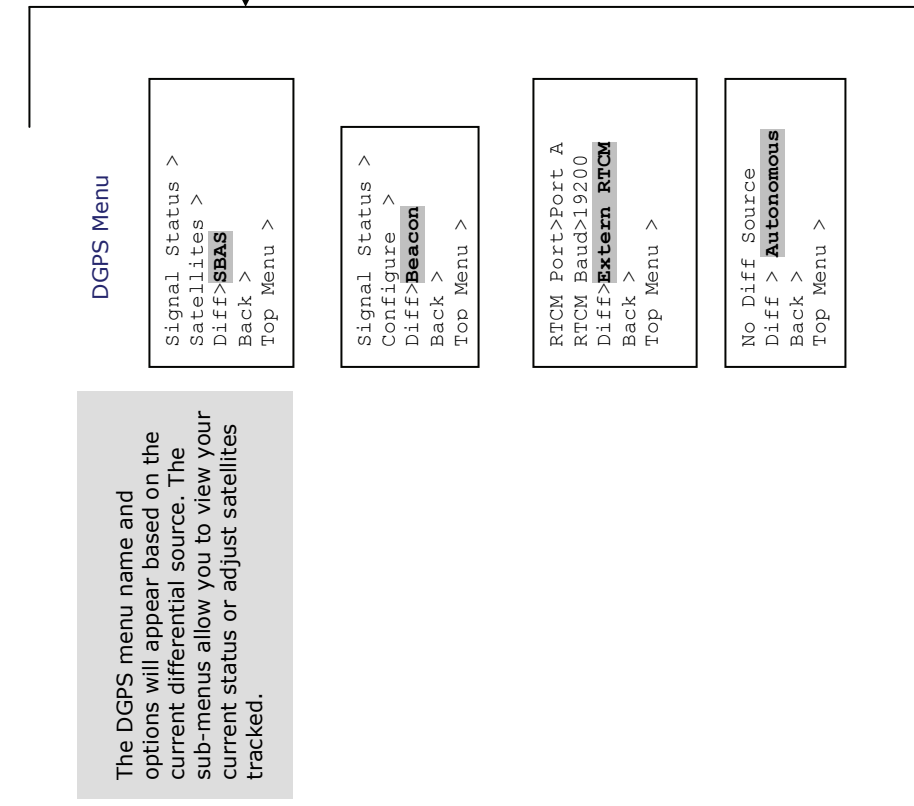 DGPS Menu
Signal Status >
Satellites >
Diff>SBAS
Back >
Top Menu >
Signal Status >
Configure >
Diff>Beacon
Back >
Top Menu >
RTCM Port>Port A
RTCM Baud>19200
Diff>Extern RTCM
Back >
Top Menu >
No Diff Source
Diff > Autonomous
Back >
Top Menu >
The DGPS menu name and
options will appear based on the
current differential source. The
sub-menus allow you to view your
current status or adjust satellites
tracked.